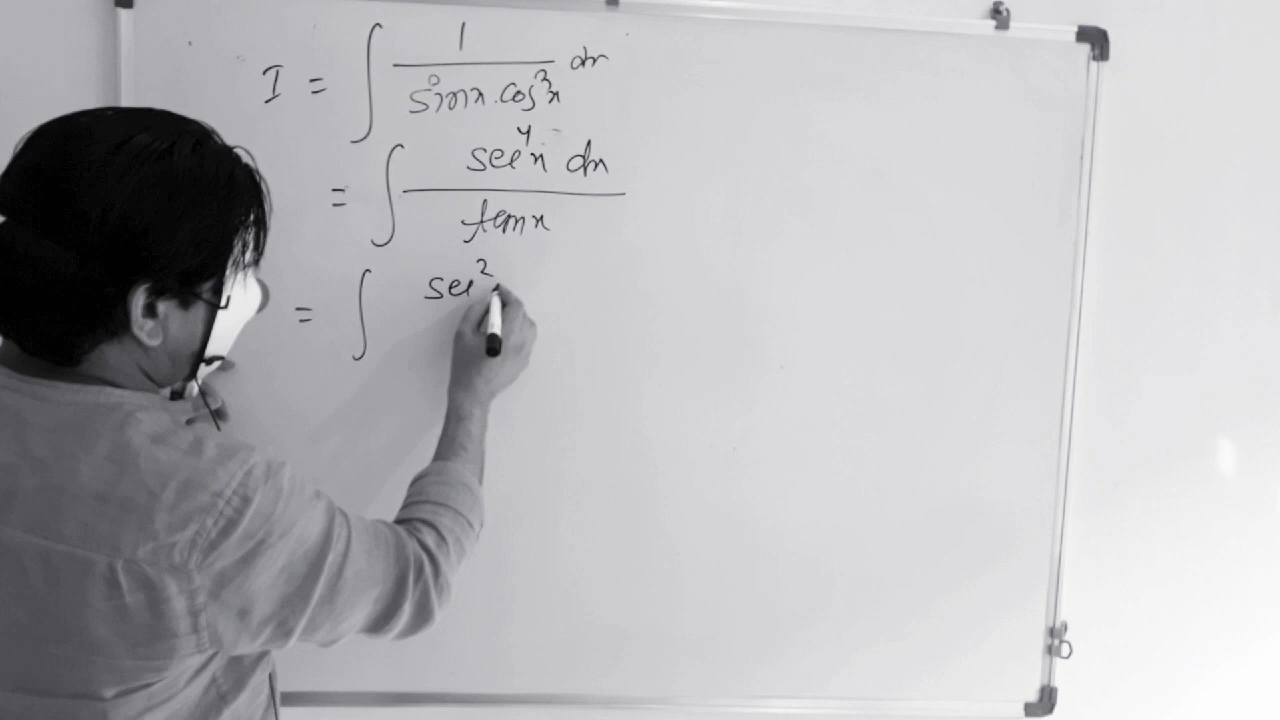 I = ∫ 1 / (sinx . cos³x) dx
= ∫ sec⁴x dx / tanx
= ∫ sec²